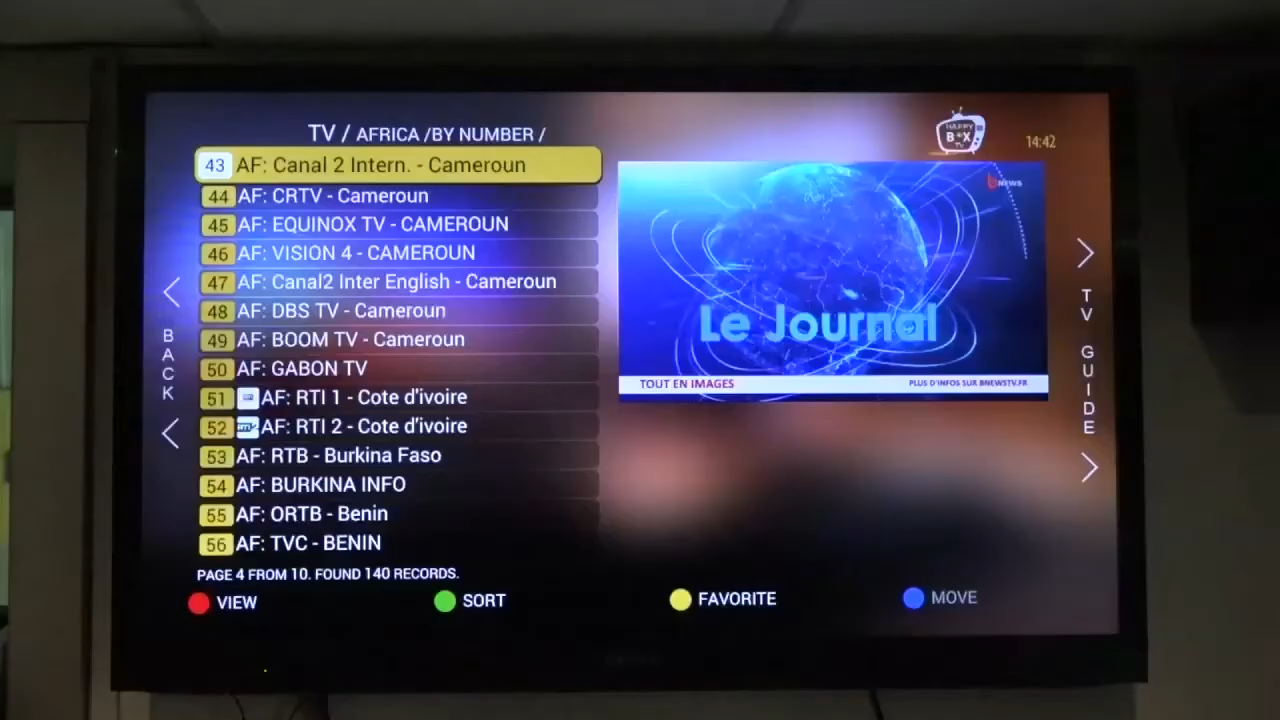 TV / AFRICA /BY NUMBER /
HAPPY
BOX
TV
14:42
43 AF: Canal 2 Intern. - Cameroun
44 AF: CRTV - Cameroun
45 AF: EQUINOX TV - CAMEROUN
46 AF: VISION 4 - CAMEROUN
47 AF: Canal2 Inter English - Cameroun
48 AF: DBS TV - Cameroun
49 AF: BOOM TV - Cameroun
50 AF: GABON TV
51 AF: RTI 1 - Cote d'ivoire
52 AF: RTI 2 - Cote d'ivoire
53 AF: RTB - Burkina Faso
54 AF: BURKINA INFO
55 AF: ORTB - Benin
56 AF: TVC - BENIN
BACK
bNEWS
Le Journal
TOUT EN IMAGES
PLUS D'INFOS SUR BNEWSTV.FR
TV GUIDE
PAGE 4 FROM 10. FOUND 140 RECORDS.
VIEW SORT FAVORITE MOVE